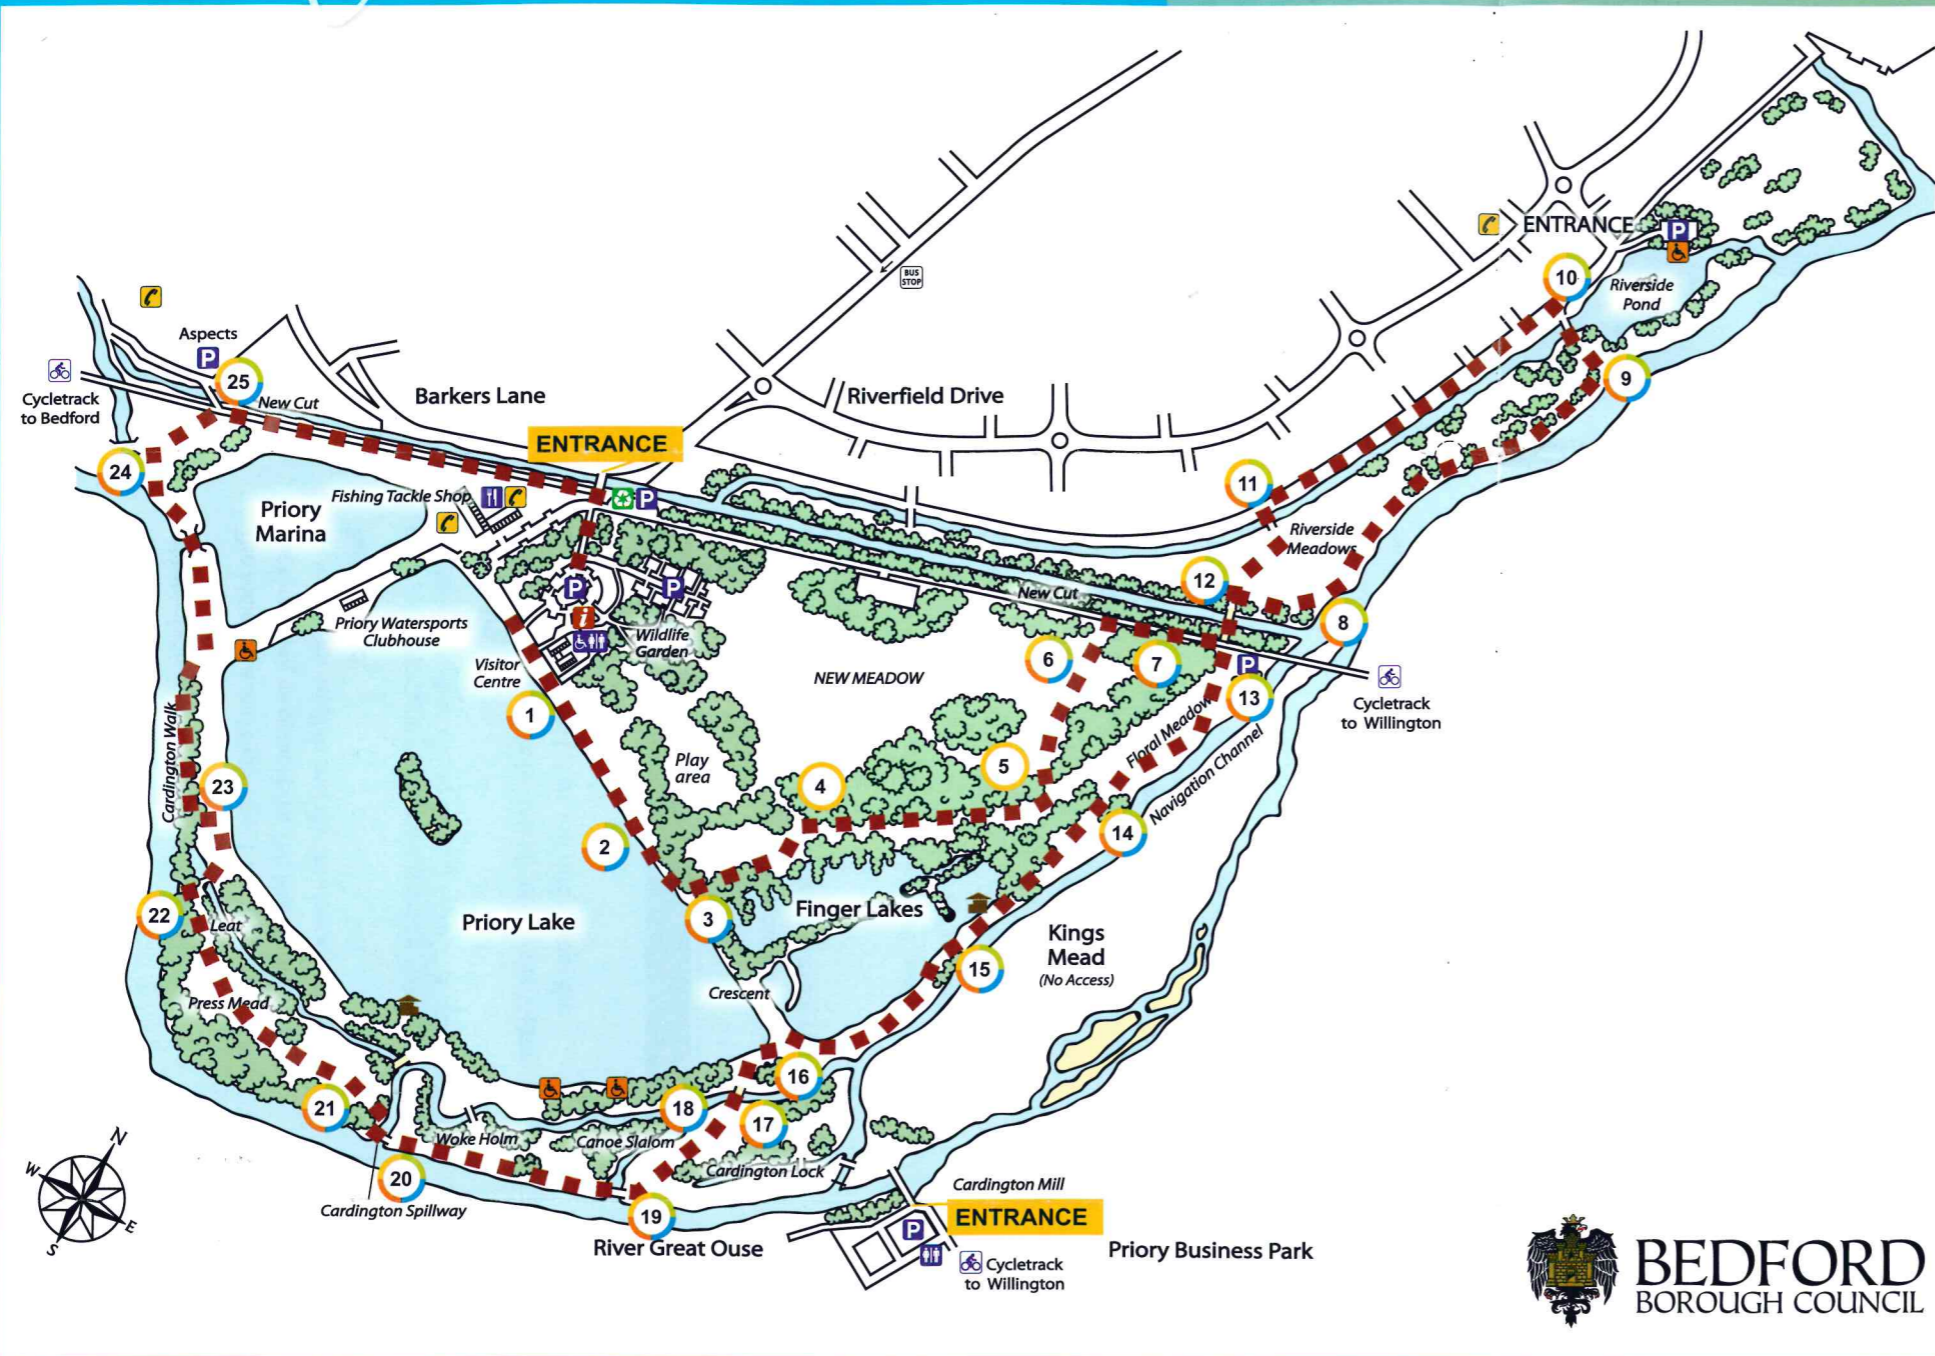 ENTRANCE
10
Riverside
Pond
BUS
STOP
Aspects
P
25
New Cut
Cycletrack
to Bedford
Barkers Lane
Riverfield Drive
9
ENTRANCE
24
Fishing Tackle Shop
P
Priory
Marina
11
Riverside
Meadows
12
New Cut
P
P
i
Priory Watersports
Clubhouse
Wildlife
Garden
8
Visitor
Centre
NEW MEADOW
6
7
P
13
Cycletrack
to Willington
1
Cardington Walk
Play
area
Floral Meadow
Navigation Channel
5
4
23
2
14
22
Leat
Priory Lake
3
Finger Lakes
Kings
Mead
(No Access)
15
Press Mead
Crescent
16
21
18
17
Woke Holm
Canoe Slalom
Cardington Lock
20
Cardington Spillway
19
River Great Ouse
Cardington Mill
ENTRANCE
P
P
Cycletrack
to Willington
Priory Business Park
N
W
E
S
BEDFORD
BOROUGH COUNCIL